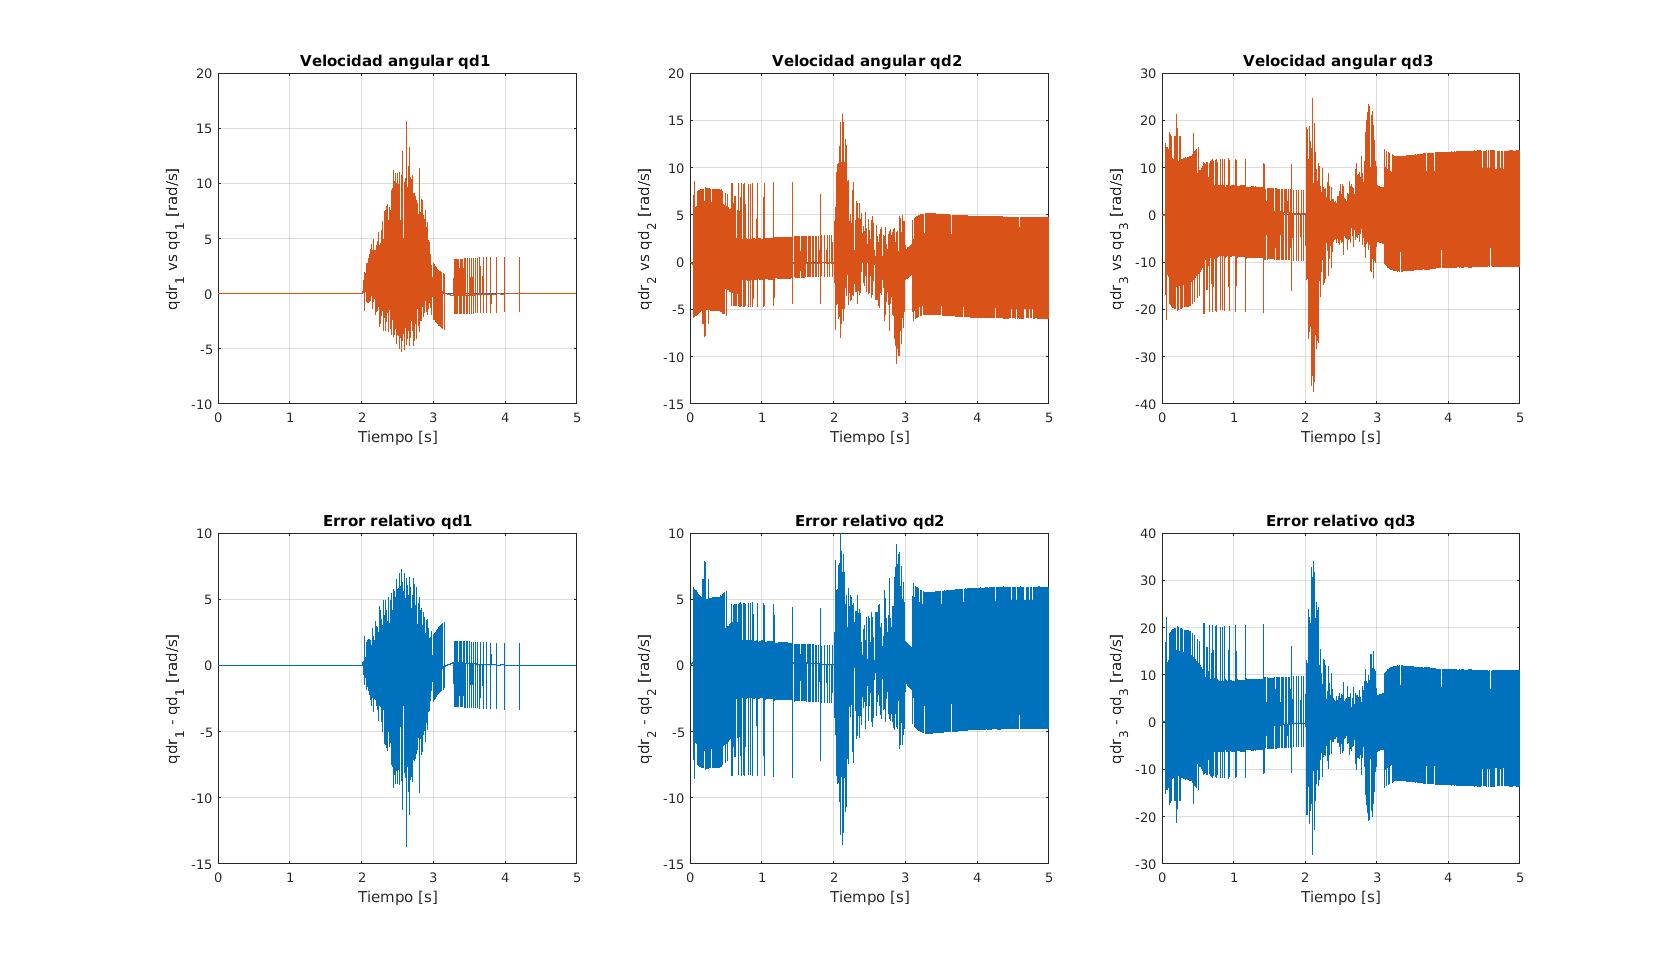 Velocidad angular qd1
Velocidad angular qd2
Velocidad angular qd3
20
15
10
5
0
-5
-10
qdr1 vs qd1 [rad/s]
0 1 2 3 4 5
Tiempo [s]
20
15
10
5
0
-5
-10
-15
qdr2 vs qd2 [rad/s]
0 1 2 3 4 5
Tiempo [s]
30
20
10
0
-10
-20
-30
-40
qdr3 vs qd3 [rad/s]
0 1 2 3 4 5
Tiempo [s]
Error relativo qd1
Error relativo qd2
Error relativo qd3
10
5
0
-5
-10
-15
qdr1 - qd1 [rad/s]
0 1 2 3 4 5
Tiempo [s]
10
5
0
-5
-10
-15
qdr2 - qd2 [rad/s]
0 1 2 3 4 5
Tiempo [s]
40
30
20
10
0
-10
-20
-30
qdr3 - qd3 [rad/s]
0 1 2 3 4 5
Tiempo [s]